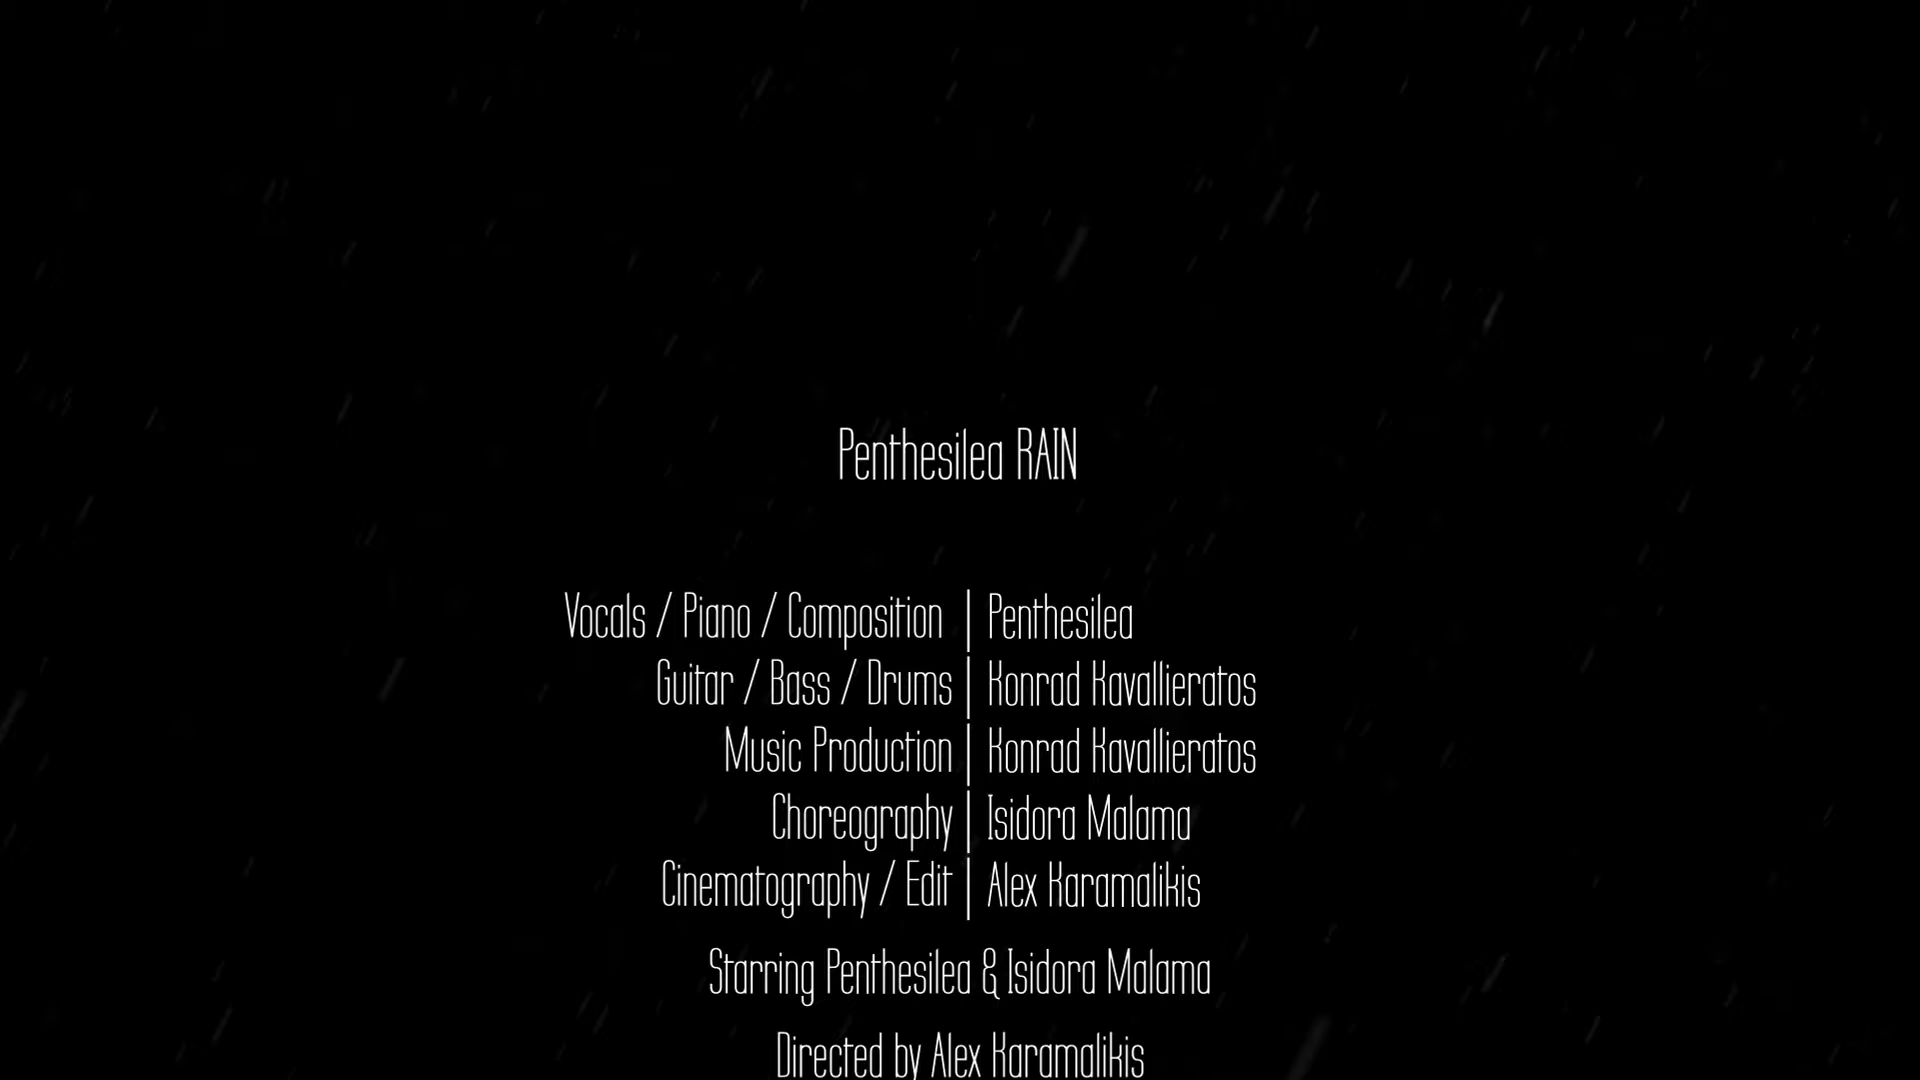 Penthesilea RAIN
Vocals / Piano / Composition | Penthesilea
Guitar / Bass / Drums | Konrad Kavallieratos
Music Production | Konrad Kavallieratos
Choreography | Isidora Malama
Cinematography / Edit | Alex Karamalikis
Starring Penthesilea & Isidora Malama
Directed by Alex Karamalikis